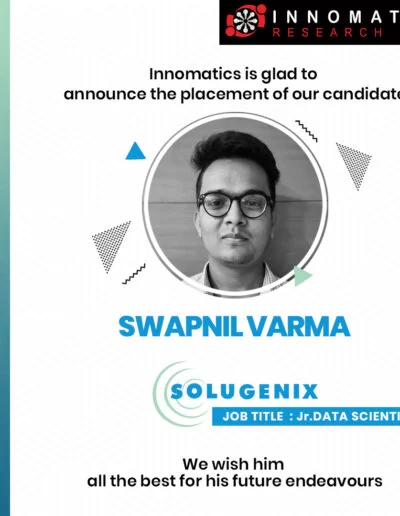 INNOMAT
RESEARCH
Innomatics is glad to
announce the placement of our candidate
SWAPNIL VARMA
SOLUGENIX
JOB TITLE : Jr.DATA SCIENTI
We wish him
all the best for his future endeavours